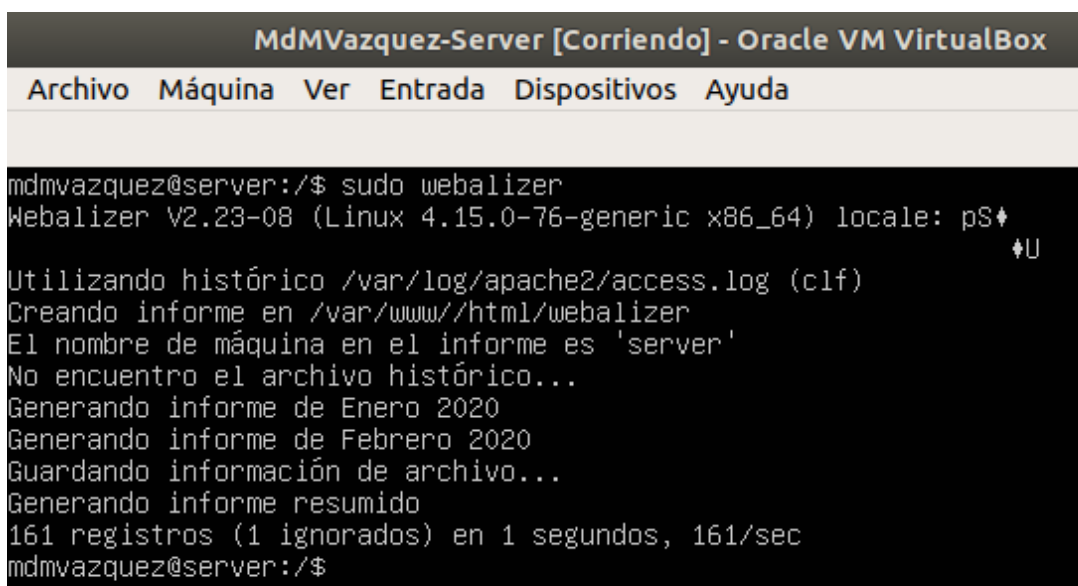 MdMVazquez-Server [Corriendo] - Oracle VM VirtualBox
Archivo Máquina Ver Entrada Dispositivos Ayuda
mdmvazquez@server:/$ sudo webalizer
Webalizer V2.23-08 (Linux 4.15.0-76-generic x86_64) locale: pS♦
♦U
Utilizando histórico /var/log/apache2/access.log (clf)
Creando informe en /var/www//html/webalizer
El nombre de máquina en el informe es 'server'
No encuentro el archivo histórico...
Generando informe de Enero 2020
Generando informe de Febrero 2020
Guardando información de archivo...
Generando informe resumido
161 registros (1 ignorados) en 1 segundos, 161/sec
mdmvazquez@server:/$